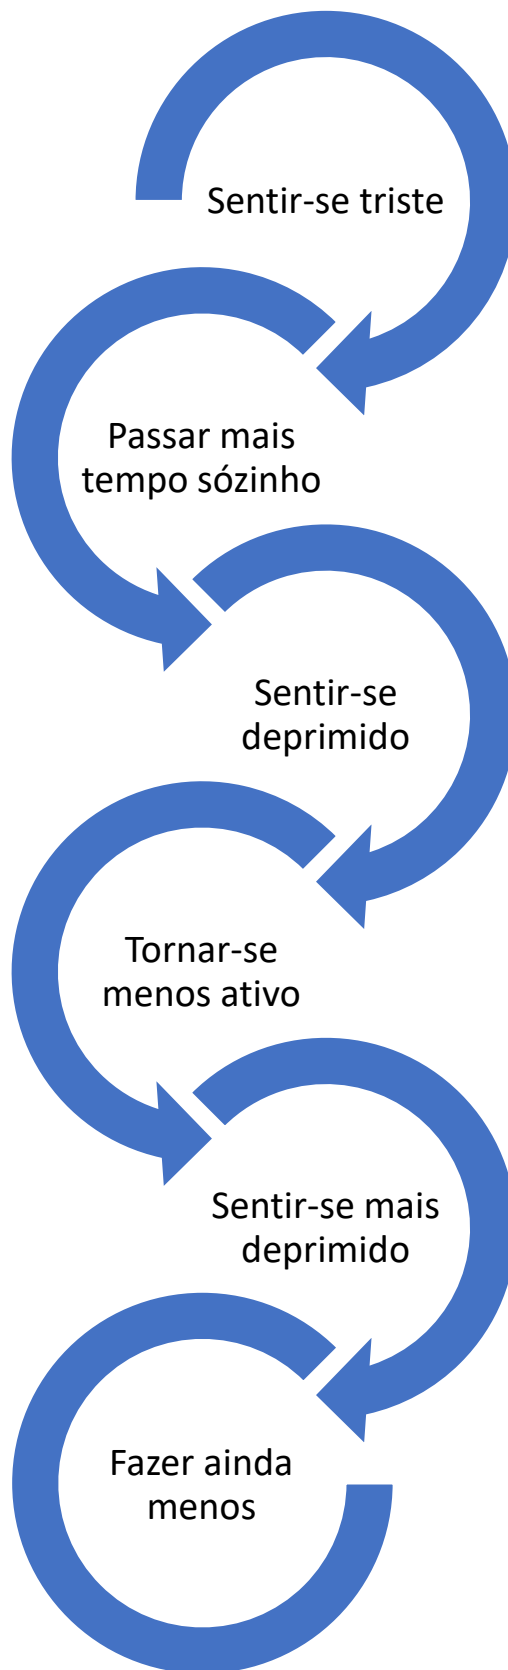 Sentir-se triste
Passar mais
tempo sózinho
Sentir-se
deprimido
Tornar-se
menos ativo
Sentir-se mais
deprimido
Fazer ainda
menos